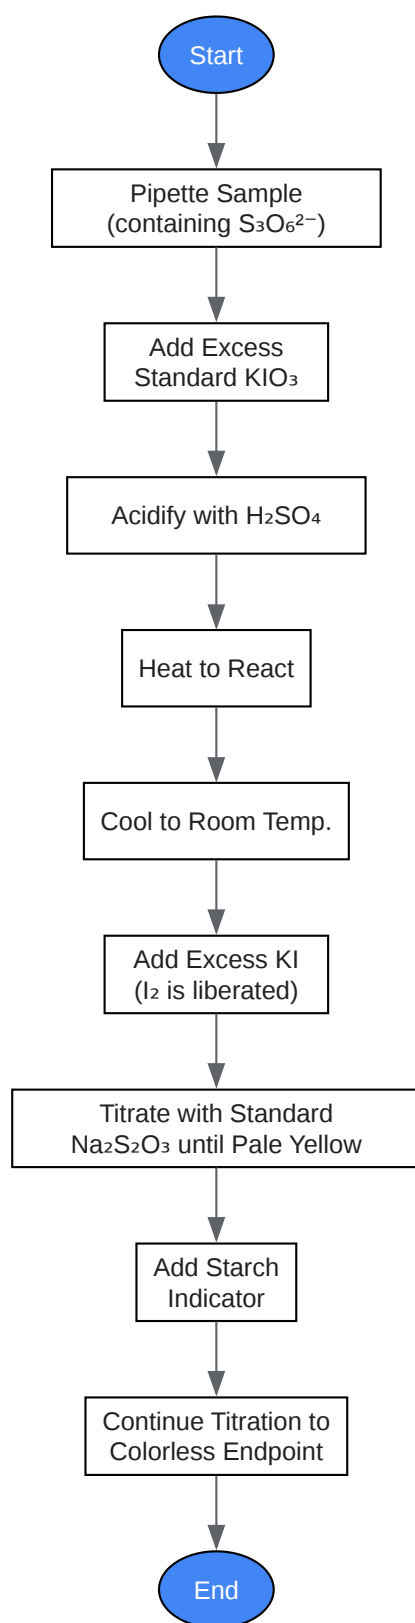 Start
Pipette Sample
(containing S₃O₆²⁻)
Add Excess
Standard KIO₃
Acidify with H₂SO₄
Heat to React
Cool to Room Temp.
Add Excess KI
(I₂ is liberated)
Titrate with Standard
Na₂S₂O₃ until Pale Yellow
Add Starch
Indicator
Continue Titration to
Colorless Endpoint
End